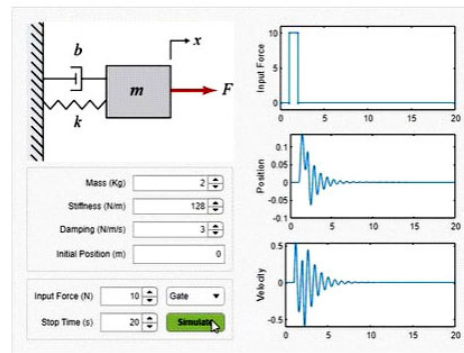 b
x
m
F
k
Mass (Kg) 2
Stiffness (N/m) 128
Damping (N/m/s) 3
Initial Position (m) 0
Input Force (N) 10 Gate
Stop Time (s) 20 Simulate
Input Force
10
5
0
0 5 10 15 20
Position
0.1
0.05
0
-0.05
-0.1
0 5 10 15 20
Velocity
0.5
0
-0.5
0 5 10 15 20